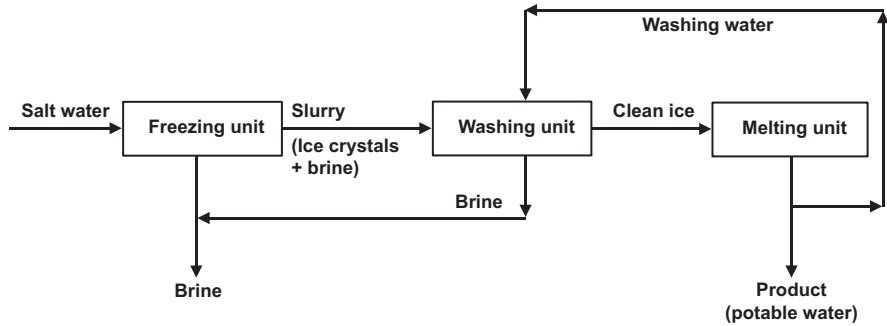 Washing water
Salt water
Freezing unit
Slurry
(Ice crystals
+ brine)
Washing unit
Clean ice
Melting unit
Brine
Brine
Product
(potable water)